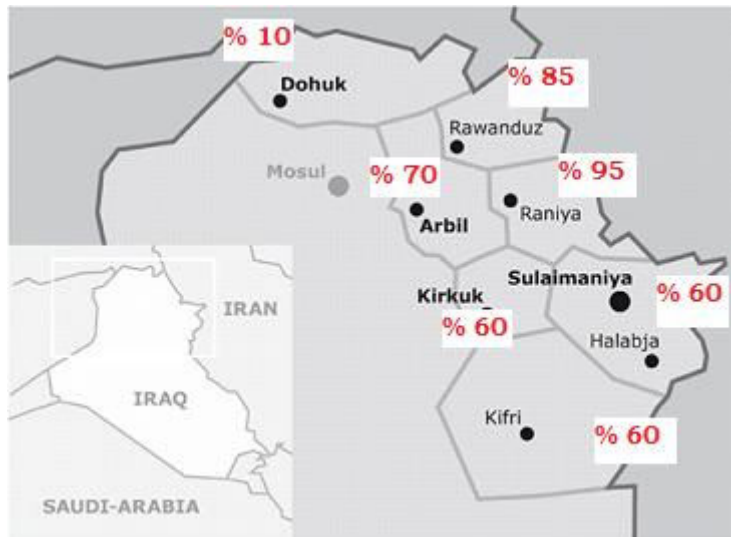 % 10
Dohuk
% 85
Rawanduz
Mosul
% 70
% 95
Arbil
Raniya
Sulaimaniya
Kirkuk
% 60
% 60
IRAN
Halabja
IRAQ
Kifri
% 60
SAUDI-ARABIA